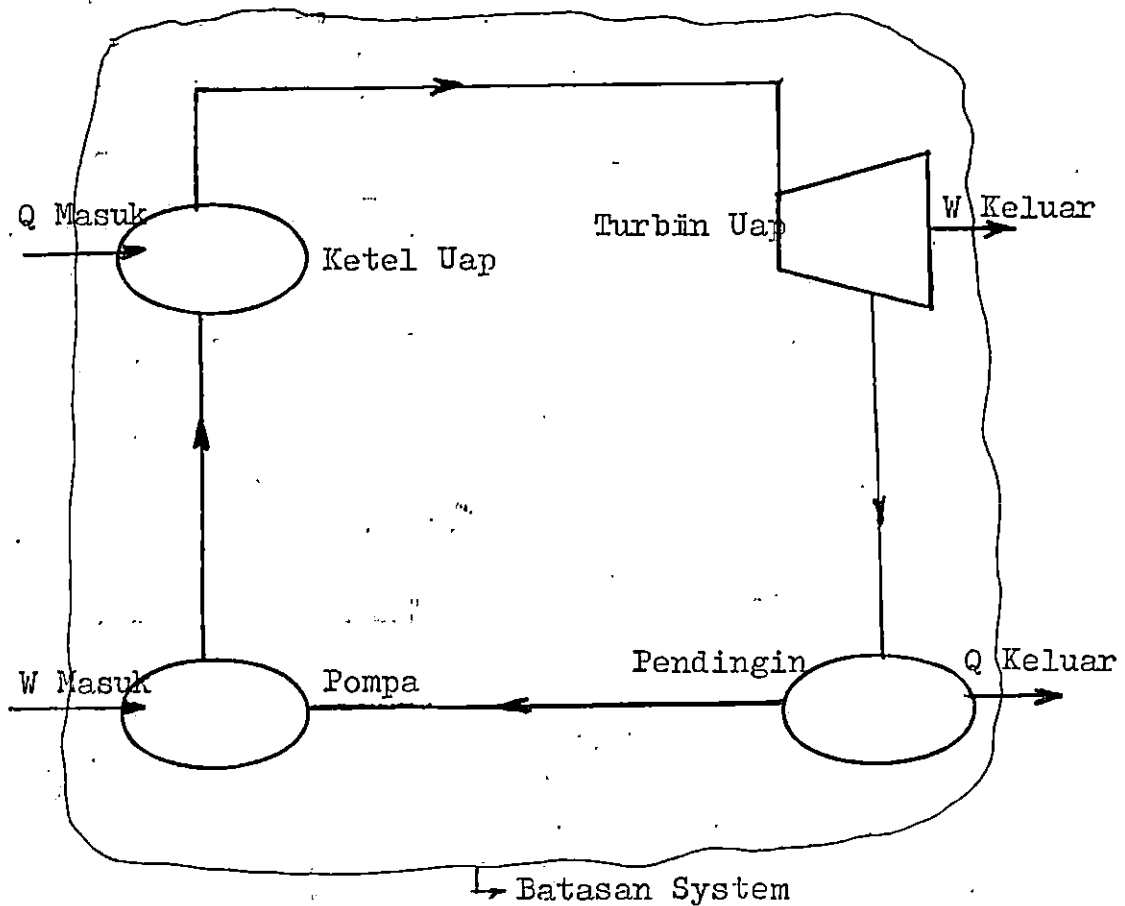 Q Masuk
Ketel Uap
Turbin Uap
W Keluar
W Masuk
Pompa
Pendingin
Q Keluar
Batasan System